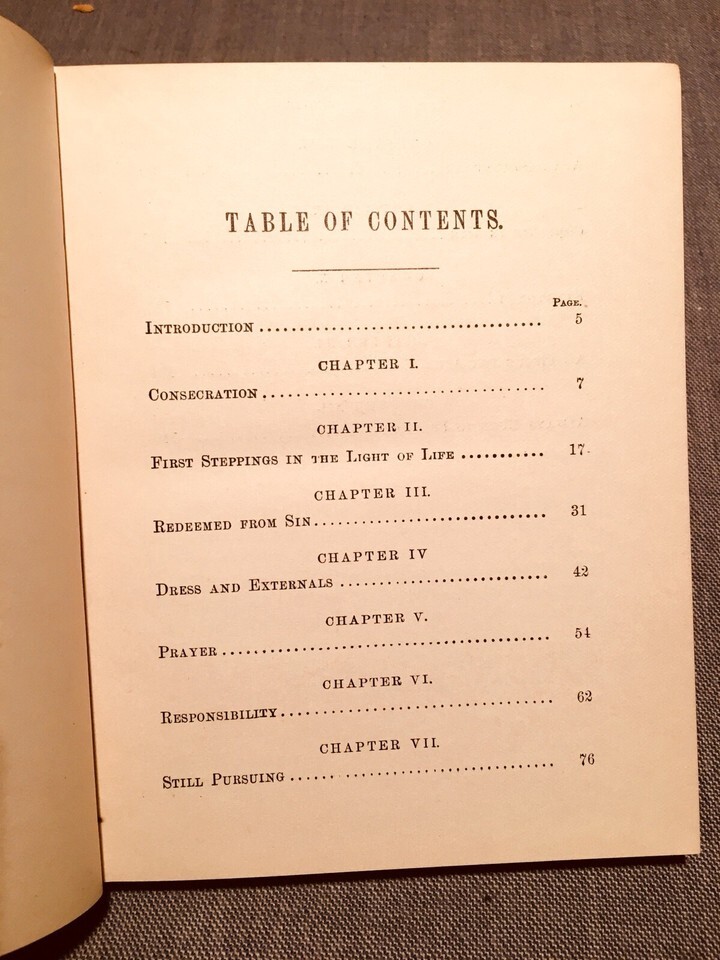 TABLE OF CONTENTS.
PAGE.
INTRODUCTION .................................... 5
CHAPTER I.
CONSECRATION .................................... 7
CHAPTER II.
FIRST STEPPINGS IN THE LIGHT OF LIFE ........... 17
CHAPTER III.
REDEEMED FROM SIN .............................. 31
CHAPTER IV
DRESS AND EXTERNALS ........................... 42
CHAPTER V.
PRAYER .......................................... 54
CHAPTER VI.
RESPONSIBILITY ................................... 62
CHAPTER VII.
STILL PURSUING .................................. 76